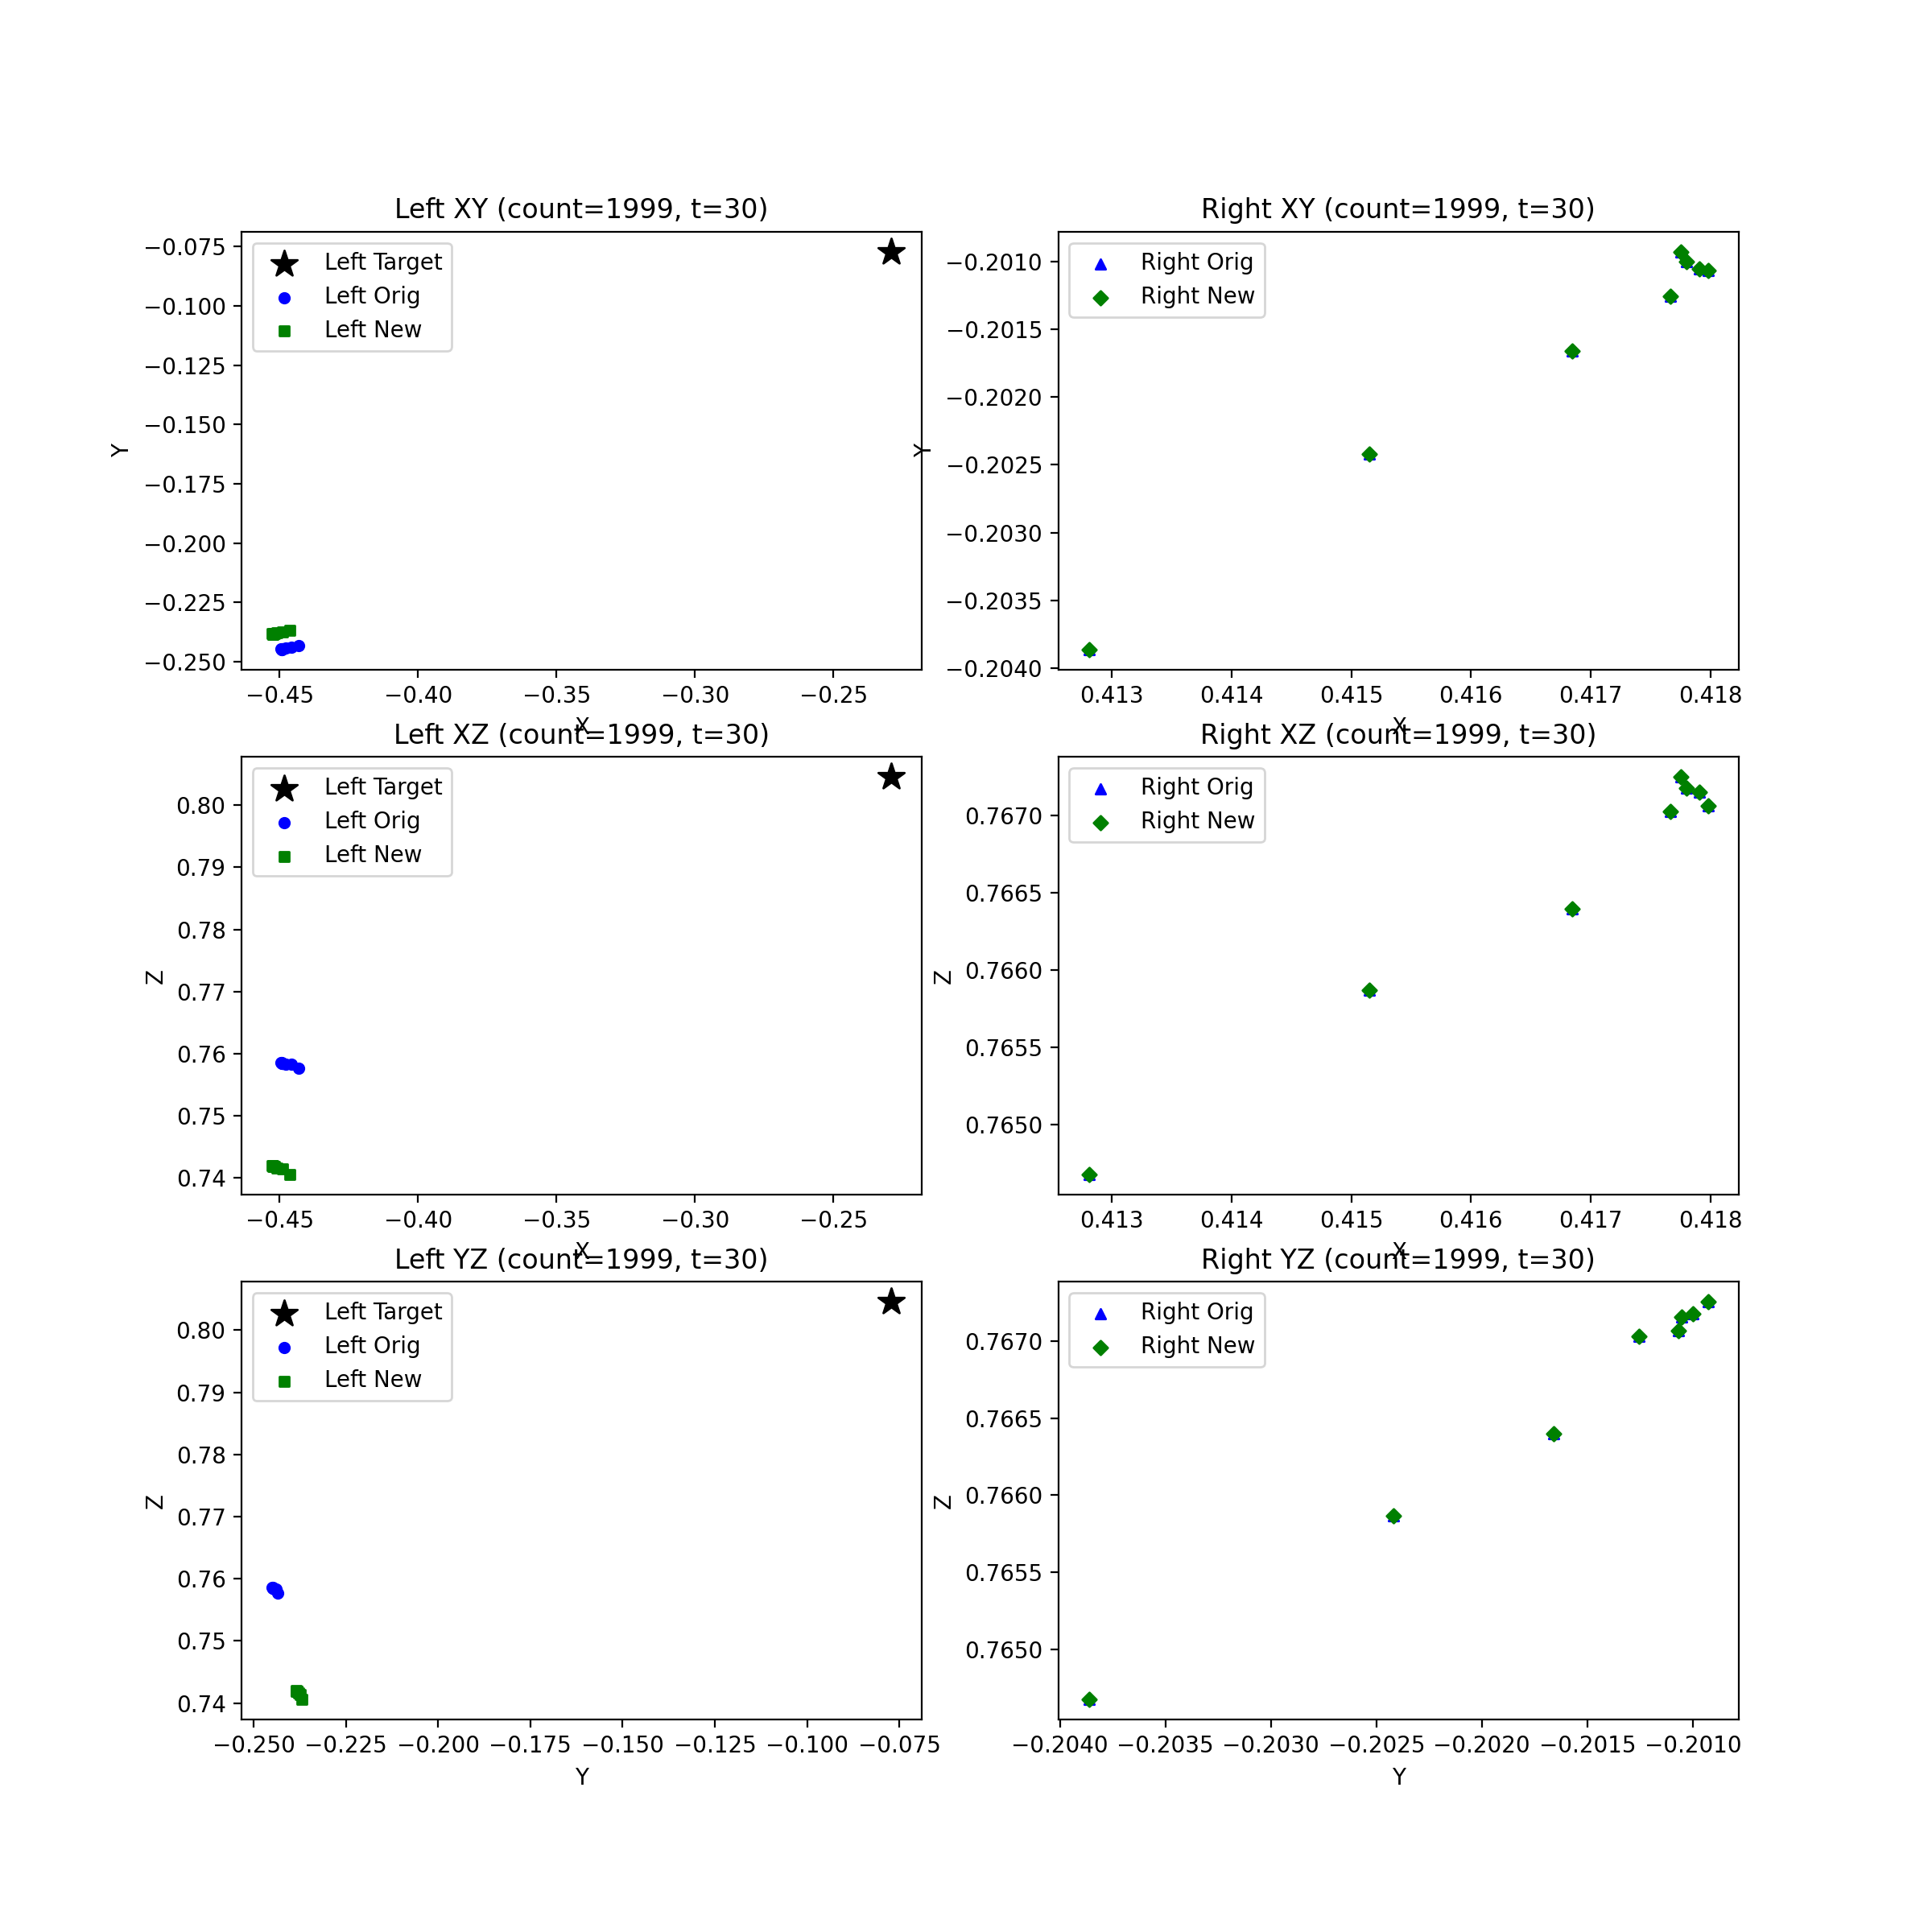 Left XY (count=1999, t=30)
Left Target
Left Orig
Left New
−0.075
−0.100
−0.125
−0.150
−0.175
−0.200
−0.225
−0.250
Y
−0.45
−0.40
−0.35
−0.30
−0.25
X
Right XY (count=1999, t=30)
Right Orig
Right New
−0.2010
−0.2015
−0.2020
−0.2025
−0.2030
−0.2035
−0.2040
Y
0.413
0.414
0.415
0.416
0.417
0.418
X
Left XZ (count=1999, t=30)
Left Target
Left Orig
Left New
0.80
0.79
0.78
0.77
0.76
0.75
0.74
Z
−0.45
−0.40
−0.35
−0.30
−0.25
X
Right XZ (count=1999, t=30)
Right Orig
Right New
0.7670
0.7665
0.7660
0.7655
0.7650
Z
0.413
0.414
0.415
0.416
0.417
0.418
X
Left YZ (count=1999, t=30)
Left Target
Left Orig
Left New
0.80
0.79
0.78
0.77
0.76
0.75
0.74
Z
−0.250
−0.225
−0.200
−0.175
−0.150
−0.125
−0.100
−0.075
Y
Right YZ (count=1999, t=30)
Right Orig
Right New
0.7670
0.7665
0.7660
0.7655
0.7650
Z
−0.2040
−0.2035
−0.2030
−0.2025
−0.2020
−0.2015
−0.2010
Y